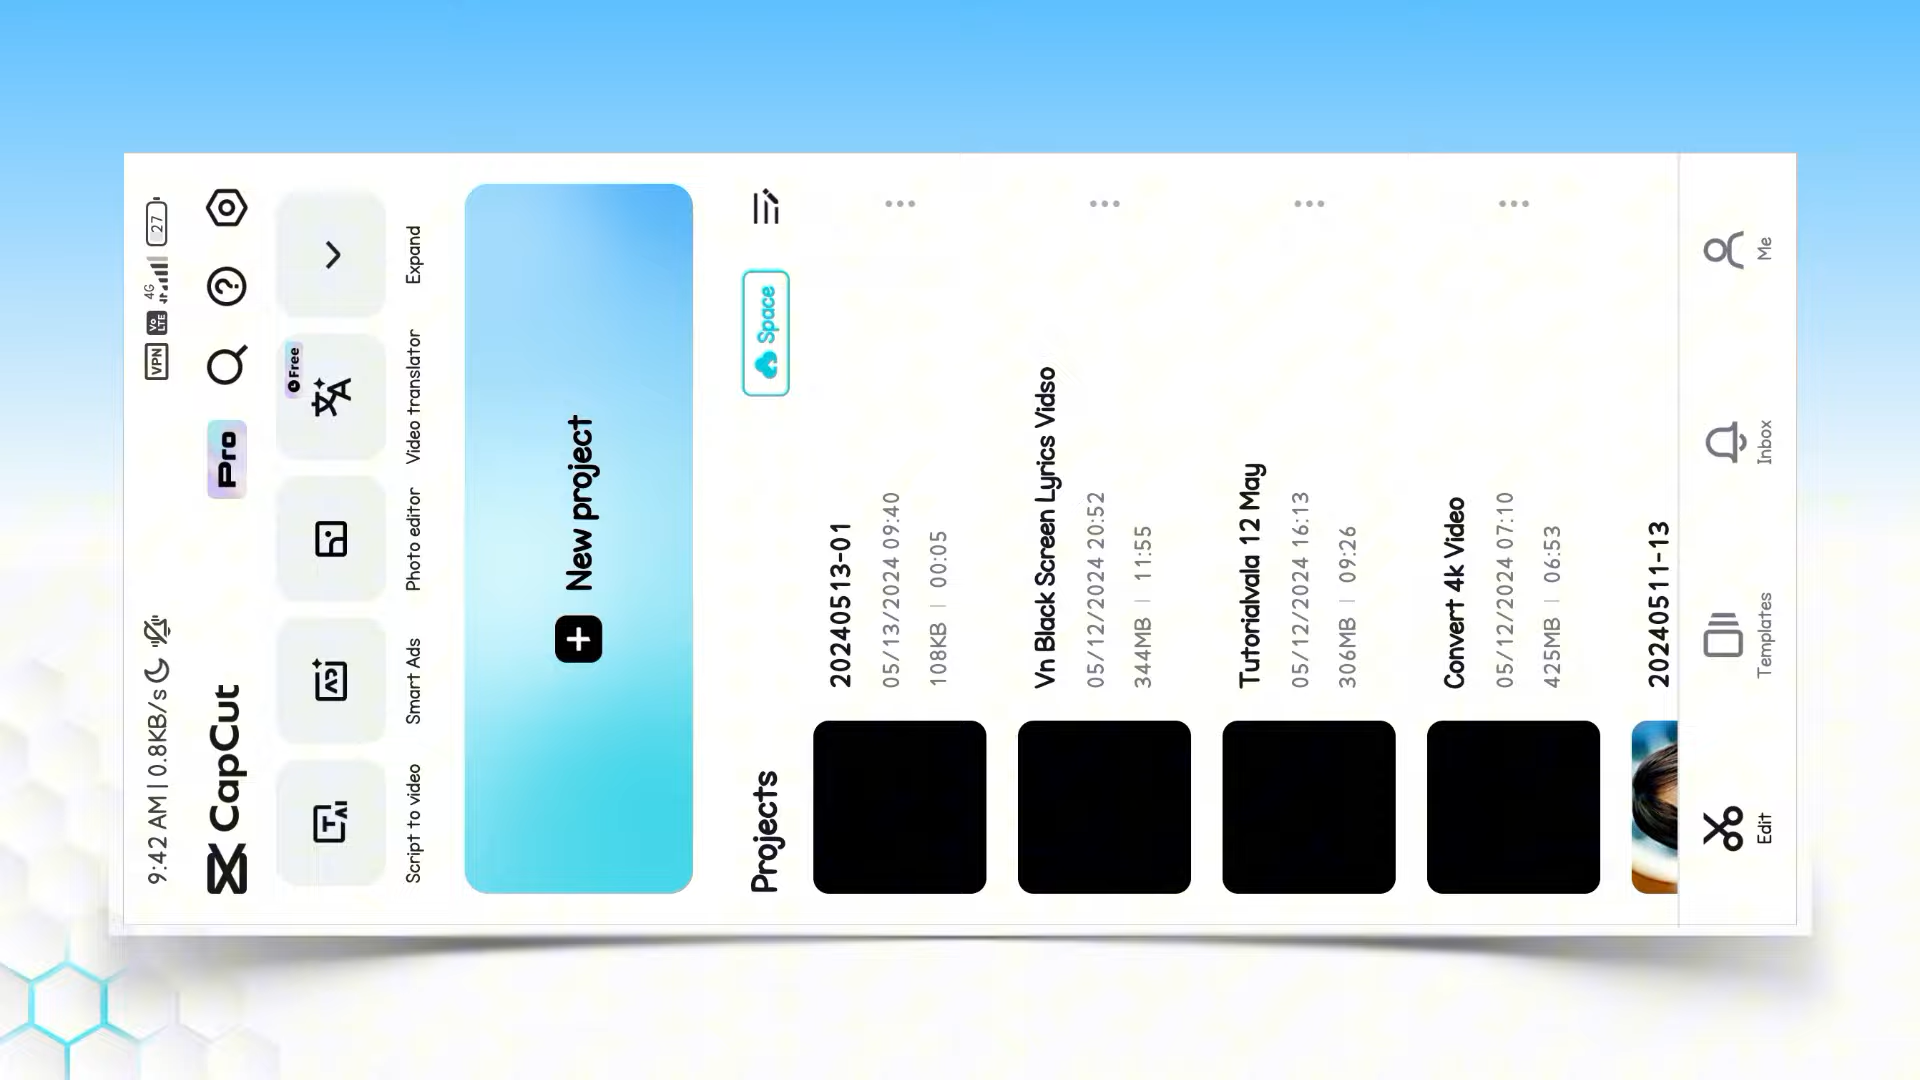 9:42 AM | 0.8KB/s
VPN VoLTE 4G 27
CapCut
Pro
Free
Script to video
Smart Ads
Photo editor
Video translator
Expand
New project
Projects
Space
20240513-01
05/13/2024 09:40
108KB | 00:05
Vn Black Screen Lyrics Vidso
05/12/2024 20:52
344MB | 11:55
Tutorialvala 12 May
05/12/2024 16:13
306MB | 09:26
Convert 4k Video
05/12/2024 07:10
425MB | 06:53
20240511-13
Edit
Templates
Inbox
Me